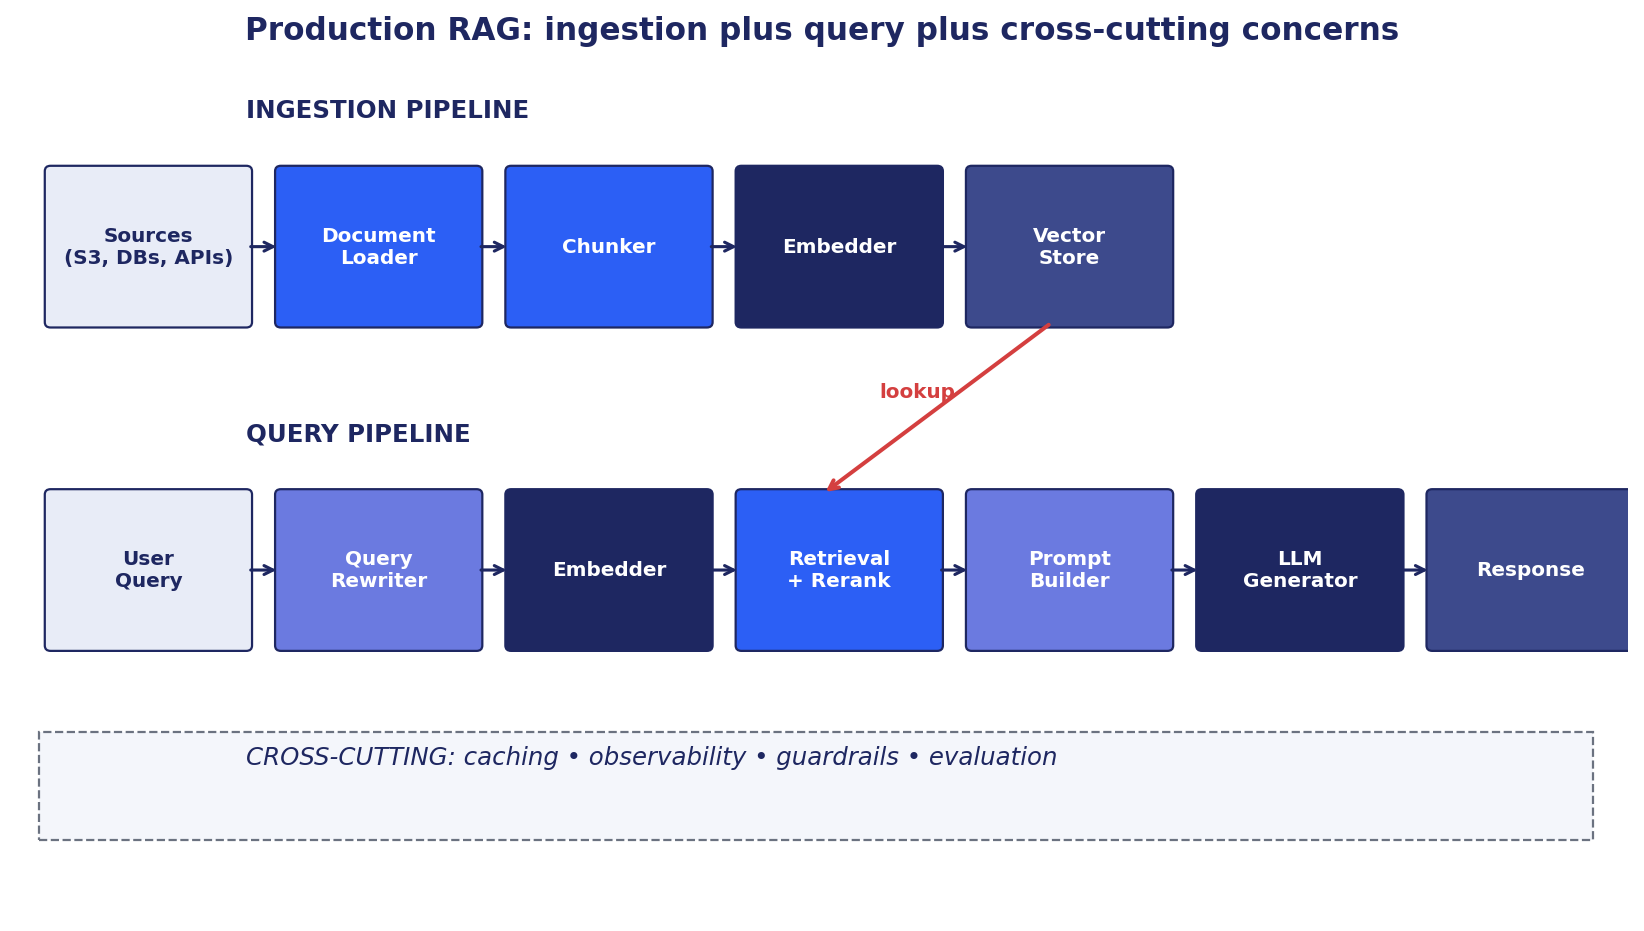 Production RAG: ingestion plus query plus cross-cutting concerns
INGESTION PIPELINE
Sources
(S3, DBs, APIs)
Document
Loader
Chunker
Embedder
Vector
Store
lookup
QUERY PIPELINE
User
Query
Query
Rewriter
Embedder
Retrieval
+ Rerank
Prompt
Builder
LLM
Generator
Response
CROSS-CUTTING: caching • observability • guardrails • evaluation